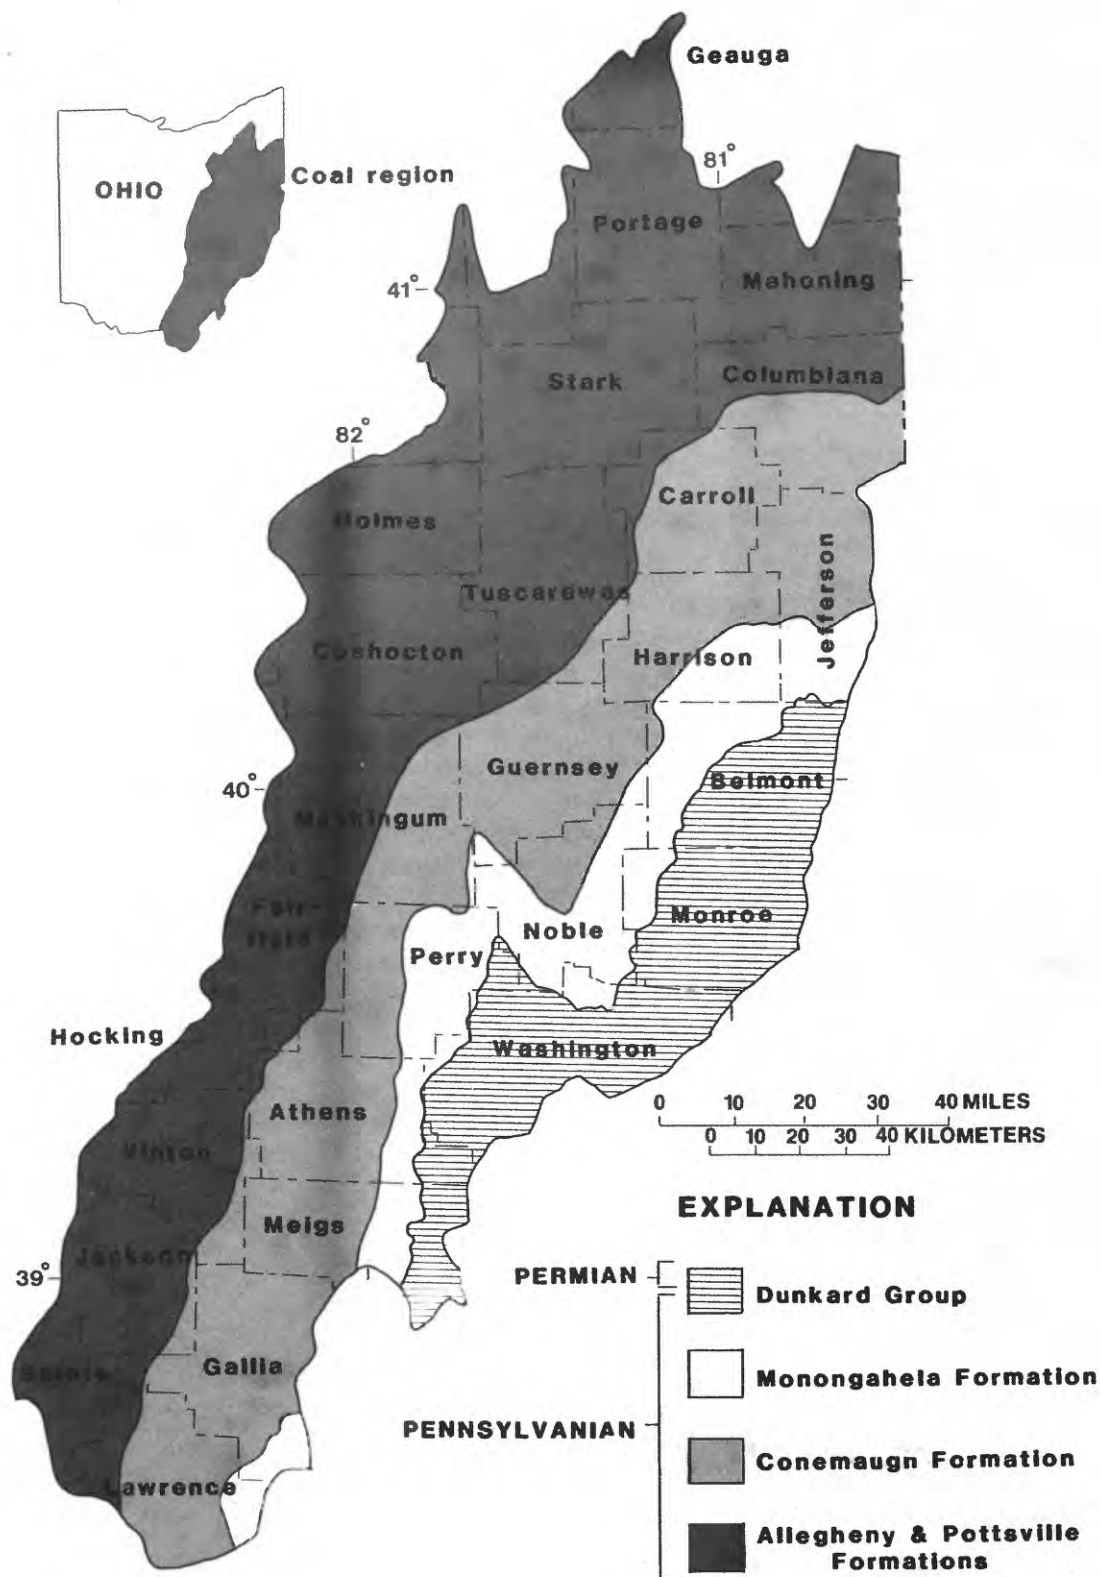 Geauga
OHIO
Coal region
81°
Portage
41°
Mahoning
Stark
Columbiana
82°
Carroll
Holmes
Jefferson
Tuscarawas
Coshocton
Harrison
Guernsey
Belmont
40°
Muskingum
Fair-
field
Monroe
Noble
Perry
Hocking
Washington
0 10 20 30 40 MILES
0 10 20 30 40 KILOMETERS
Athens
Vinton
EXPLANATION
Meigs
Jackson
39°
PERMIAN
Dunkard Group
Scioto
Gallia
Monongahela Formation
PENNSYLVANIAN
Conemaugn Formation
Lawrence
Allegheny & Pottsville
Formations